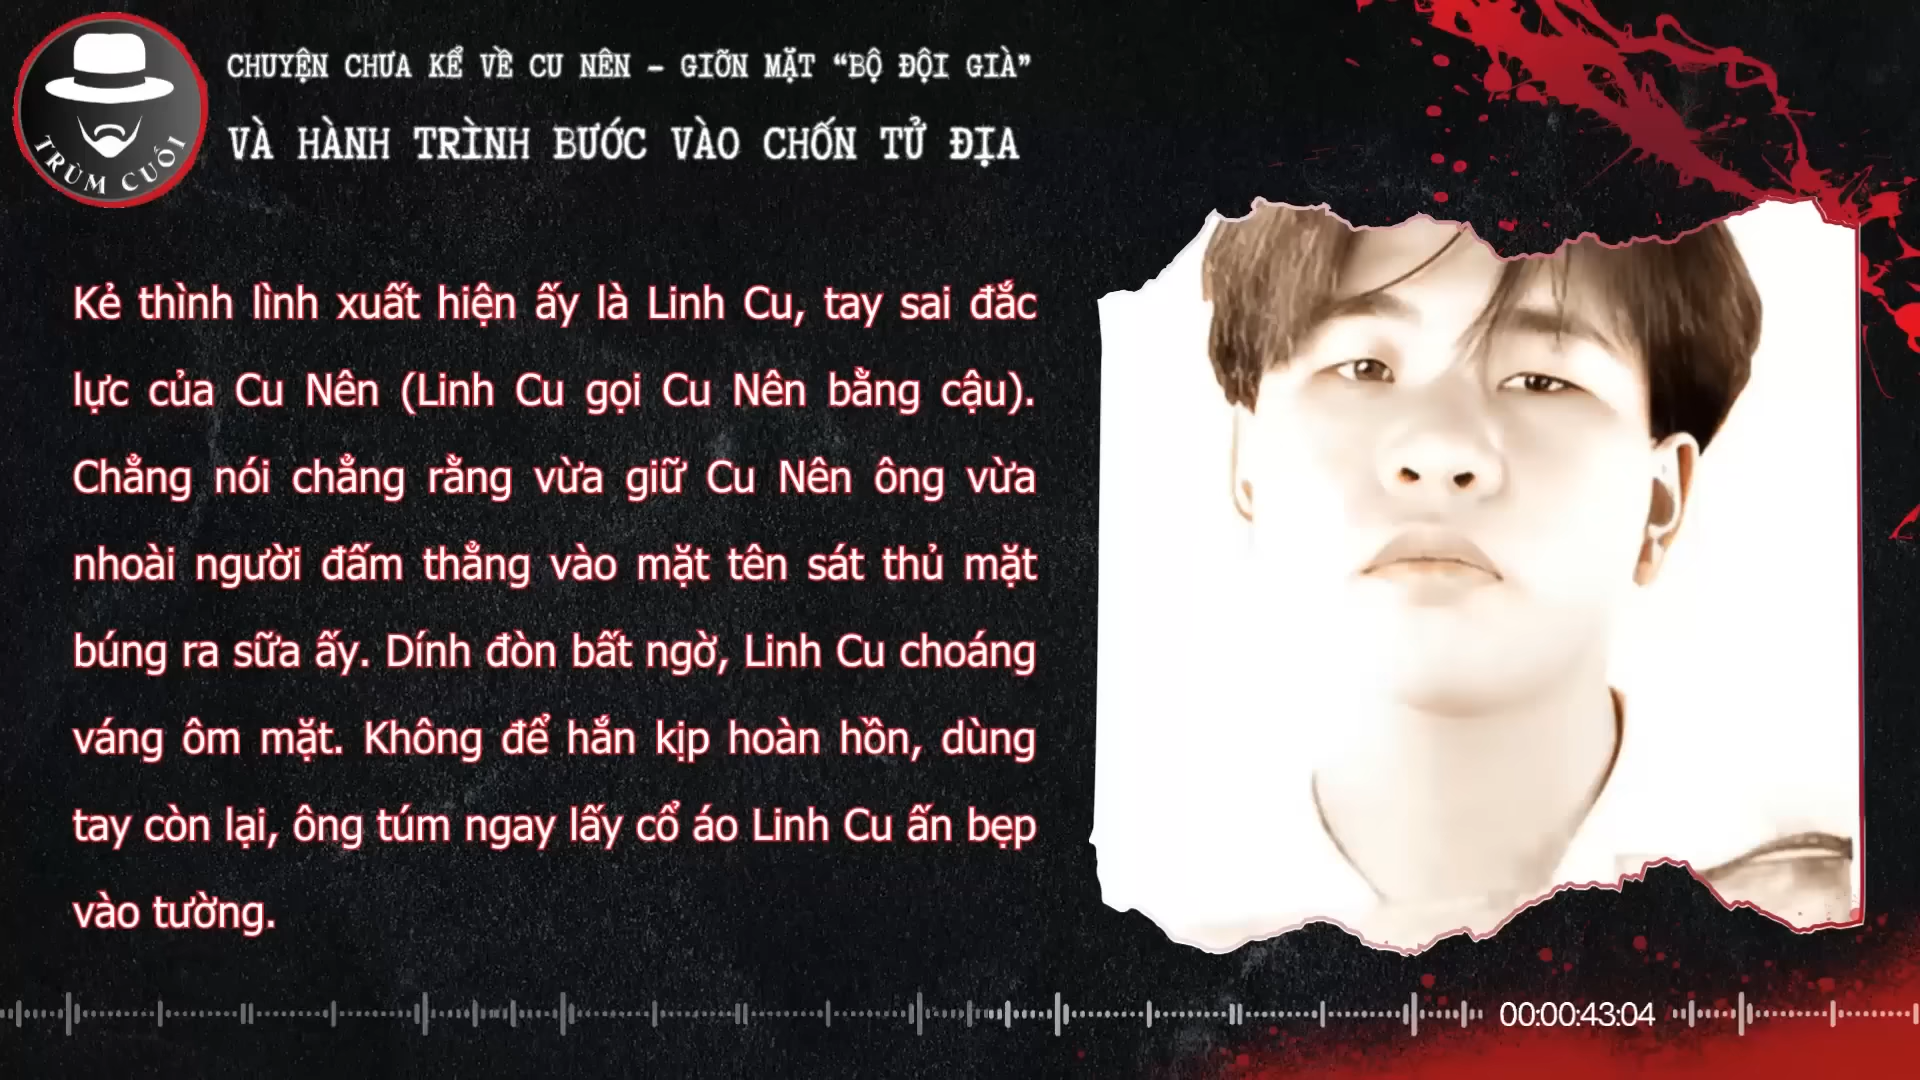 TRÙM CUỐI
CHUYỆN CHƯA KỂ VỀ CU NÊN – GIỠN MẶT “BỘ ĐỘI GIÀ”
VÀ HÀNH TRÌNH BƯỚC VÀO CHỐN TỬ ĐỊA
Kẻ thình lình xuất hiện ấy là Linh Cu, tay sai đắc
lực của Cu Nên (Linh Cu gọi Cu Nên bằng cậu).
Chẳng nói chẳng rằng vừa giữ Cu Nên ông vừa
nhoài người đấm thẳng vào mặt tên sát thủ mặt
búng ra sữa ấy. Dính đòn bất ngờ, Linh Cu choáng
váng ôm mặt. Không để hắn kịp hoàn hồn, dùng
tay còn lại, ông túm ngay lấy cổ áo Linh Cu ấn bẹp
vào tường.
00:00:43:04